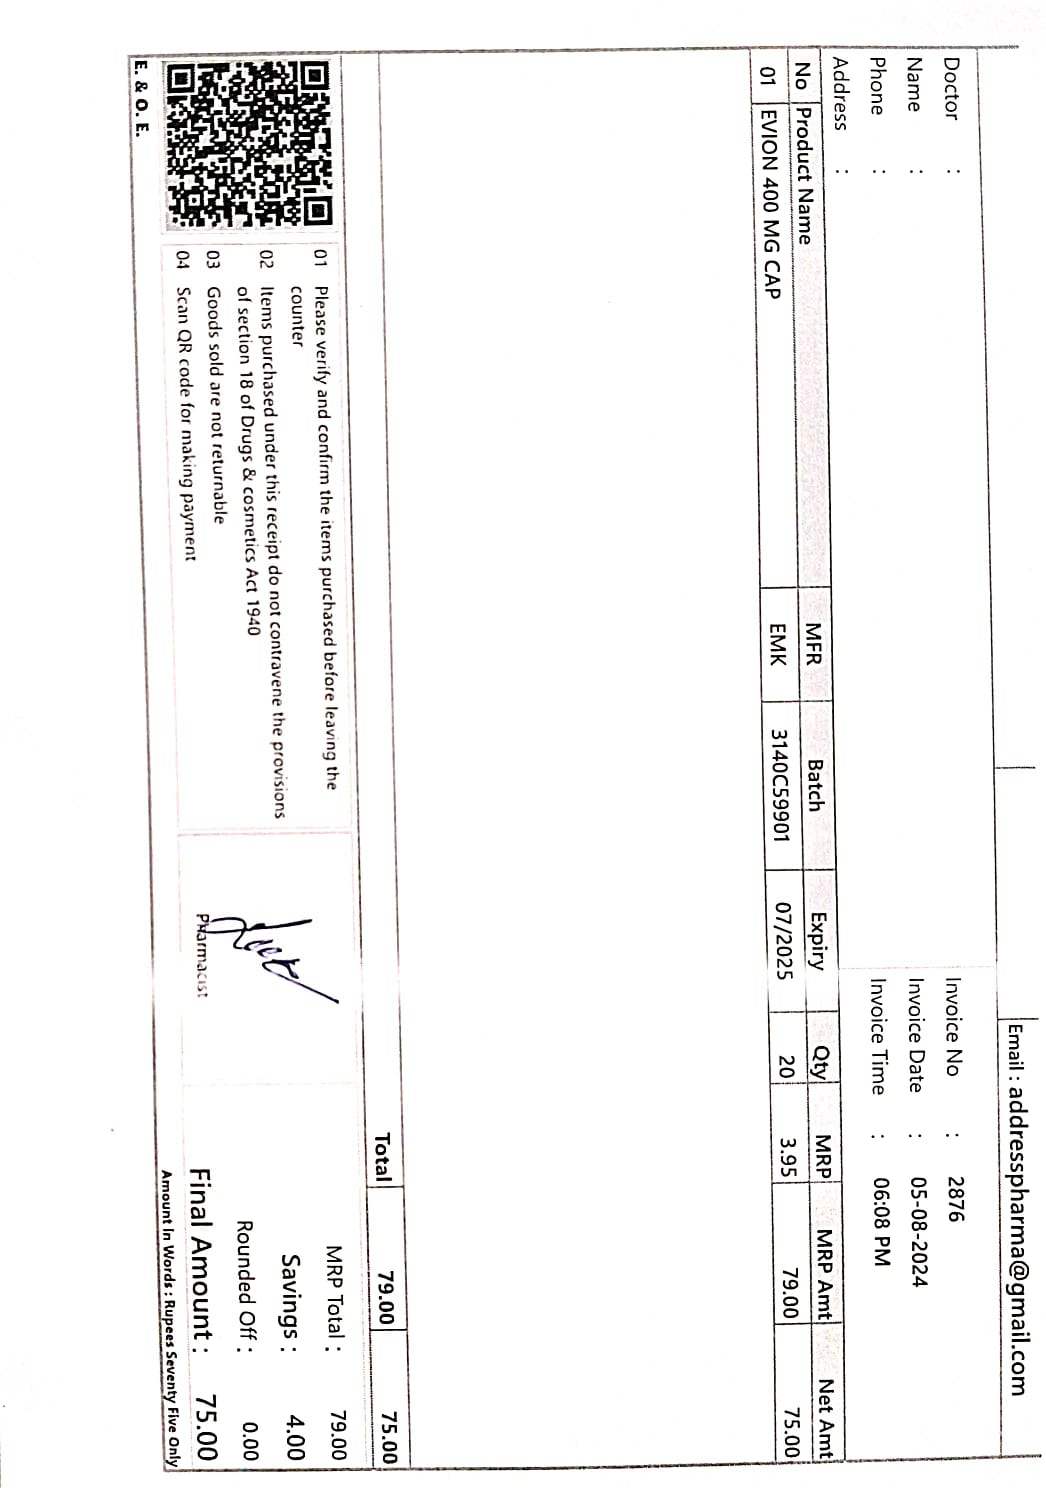 Email : addresspharma@gmail.com
Doctor :
Name :
Phone :
Address :
Invoice No : 2876
Invoice Date : 05-08-2024
Invoice Time : 06:08 PM
No Product Name MFR Batch Expiry Qty MRP MRP Amt Net Amt
01 EVION 400 MG CAP EMK 3140C59901 07/2025 20 3.95 79.00 75.00
Total 79.00 75.00
01 Please verify and confirm the items purchased before leaving the
counter
02 Items purchased under this receipt do not contravene the provisions
of section 18 of Drugs & cosmetics Act 1940
03 Goods sold are not returnable
04 Scan QR code for making payment
Pharmacist
MRP Total : 79.00
Savings : 4.00
Rounded Off : 0.00
Final Amount : 75.00
Amount In Words : Rupees Seventy Five Only
E. & O. E.